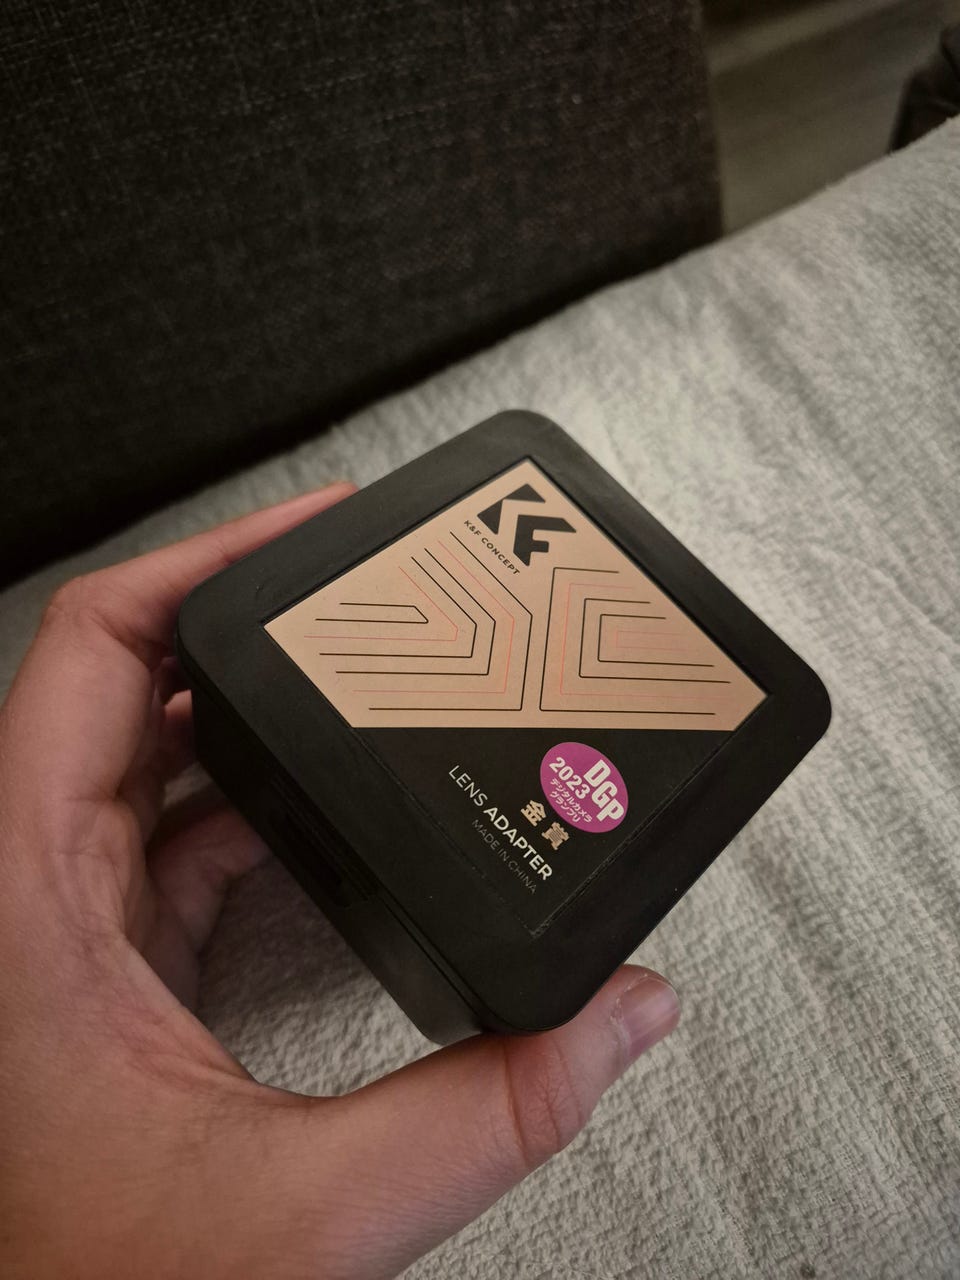 KF
K&F CONCEPT
DGP
2023
デジタルカメラ
グランプリ
金賞
LENS ADAPTER
MADE IN CHINA